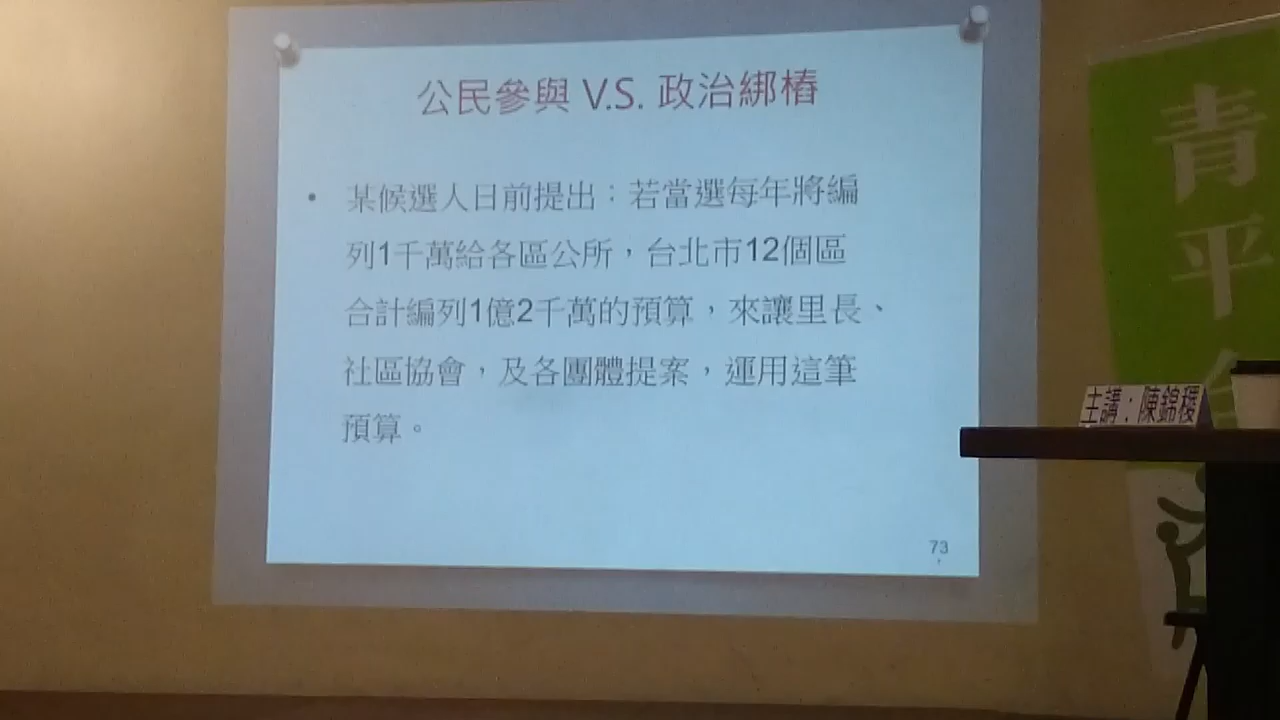 公民參與 V.S. 政治綁樁
• 某候選人日前提出：若當選每年將編
列1千萬給各區公所，台北市12個區
合計編列1億2千萬的預算，來讓里長、
社區協會，及各團體提案，運用這筆
預算。
73
青平台
主講：陳錦稷